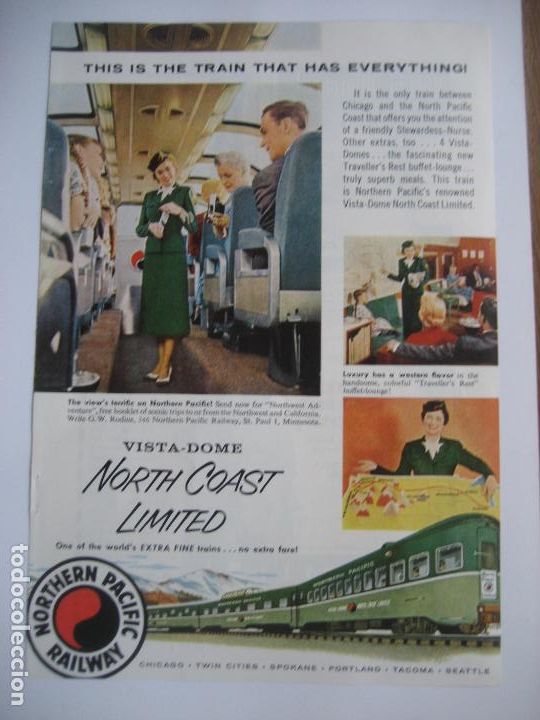 THIS IS THE TRAIN THAT HAS EVERYTHING!
It is the only train between
Chicago and the North Pacific
Coast that offers you the attention
of a friendly Stewardess-Nurse.
Other extras, too . . . 4 Vista-
Domes . . . the fascinating new
Traveller's Rest buffet-lounge . . .
truly superb meals. This train
is Northern Pacific's renowned
Vista-Dome North Coast Limited.
Luxury has a western flavor in the
handsome, colorful "Traveller's Rest"
buffet-lounge!
The view's terrific on Northern Pacific! Send now for "Northwest Ad-
venture", free booklet of scenic trips to or from the Northwest and California.
Write G.W. Rodine, 246 Northern Pacific Railway, St. Paul 1, Minnesota.
VISTA-DOME
NORTH COAST
LIMITED
One of the world's EXTRA FINE trains . . . no extra fare!
NORTHERN PACIFIC
NORTHERN PACIFIC
RAILWAY
CHICAGO · TWIN CITIES · SPOKANE · PORTLAND · TACOMA · SEATTLE
todocoleccion